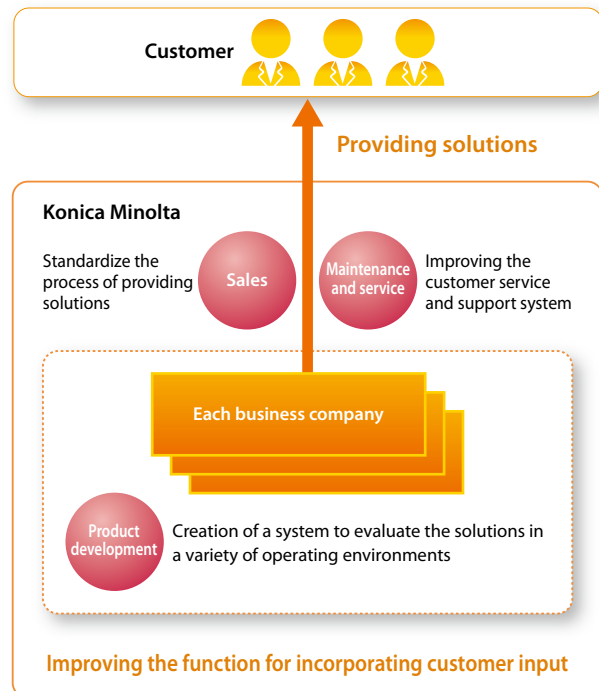 Customer
Providing solutions
Konica Minolta
Standardize the
process of providing
solutions
Sales
Maintenance
and service
Improving the
customer service
and support system
Each business company
Product
development
Creation of a system to evaluate the solutions in
a variety of operating environments
Improving the function for incorporating customer input